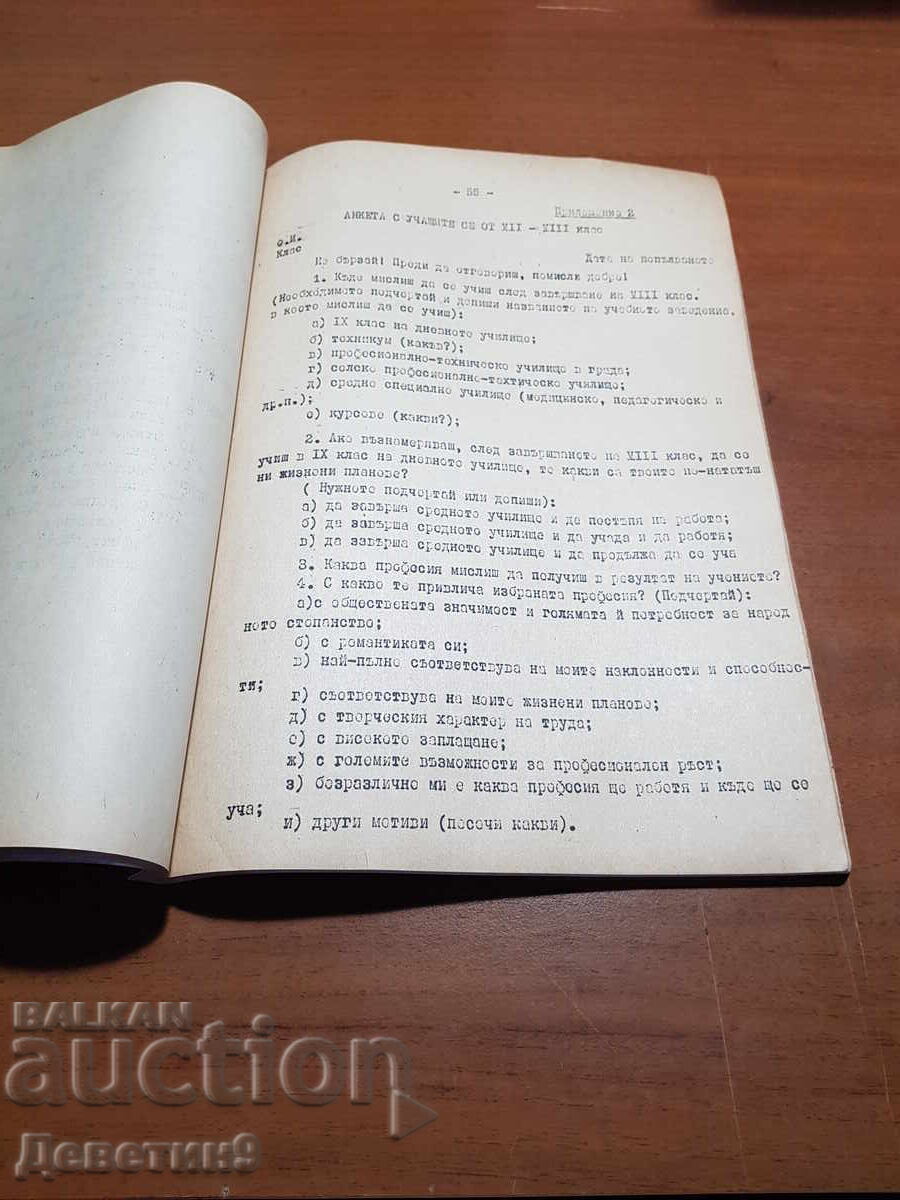 - 56 -
Приложение 2
АНКЕТА С УЧАЩИТЕ СЕ ОТ VII - VIII клас
Ф.И.
Клас
Дата на попълването
Не бързай! Преди да отговориш, помисли добре!
1. Къде мислиш да се учиш след завършване на VIII клас.
(Необходимото подчертай и допиши названието на учебното заведение,
в което мислиш да се учиш):
а) IX клас на дневното училище;
б) техникум (какъв?);
в) професионално-техническо училище в града;
г) селско професионално-тахтическо училище;
д) средно специално училище (медицинско, педагогическо и
др.п.);
е) курсове (какви?);
2. Ако възнамеряваш, след завършването на VIII клас, да се
учиш в IX клас на дневното училище, то какви са твоите по-нататъш
ни жизнени планове?
( Нужното подчертай или допиши):
а) да завърша средното училище и да постъпя на работа;
б) да завърша средното училище и да уча и да работя;
в) да завърша средното училище и да продължа да се уча
3. Каква професия мислиш да получиш в резултат на учението?
4. С какво те привлича избраната професия? (Подчертай):
а)с обществената значимост и голямата й потребност за народ
ното стопанство;
б) с романтиката си;
в) най-пълно съответствува на моите наклонности и способнос-
ти;
г) съответствува на моите жизнени планове;
д) с творческия характер на труда;
е) с високото заплащане;
ж) с големите възможности за професионален ръст;
з) безразлично ми е каква професия ще работя и къде ще се
уча;
и) други мотиви (посочи какви).
BALKAN
auction
Деветин9